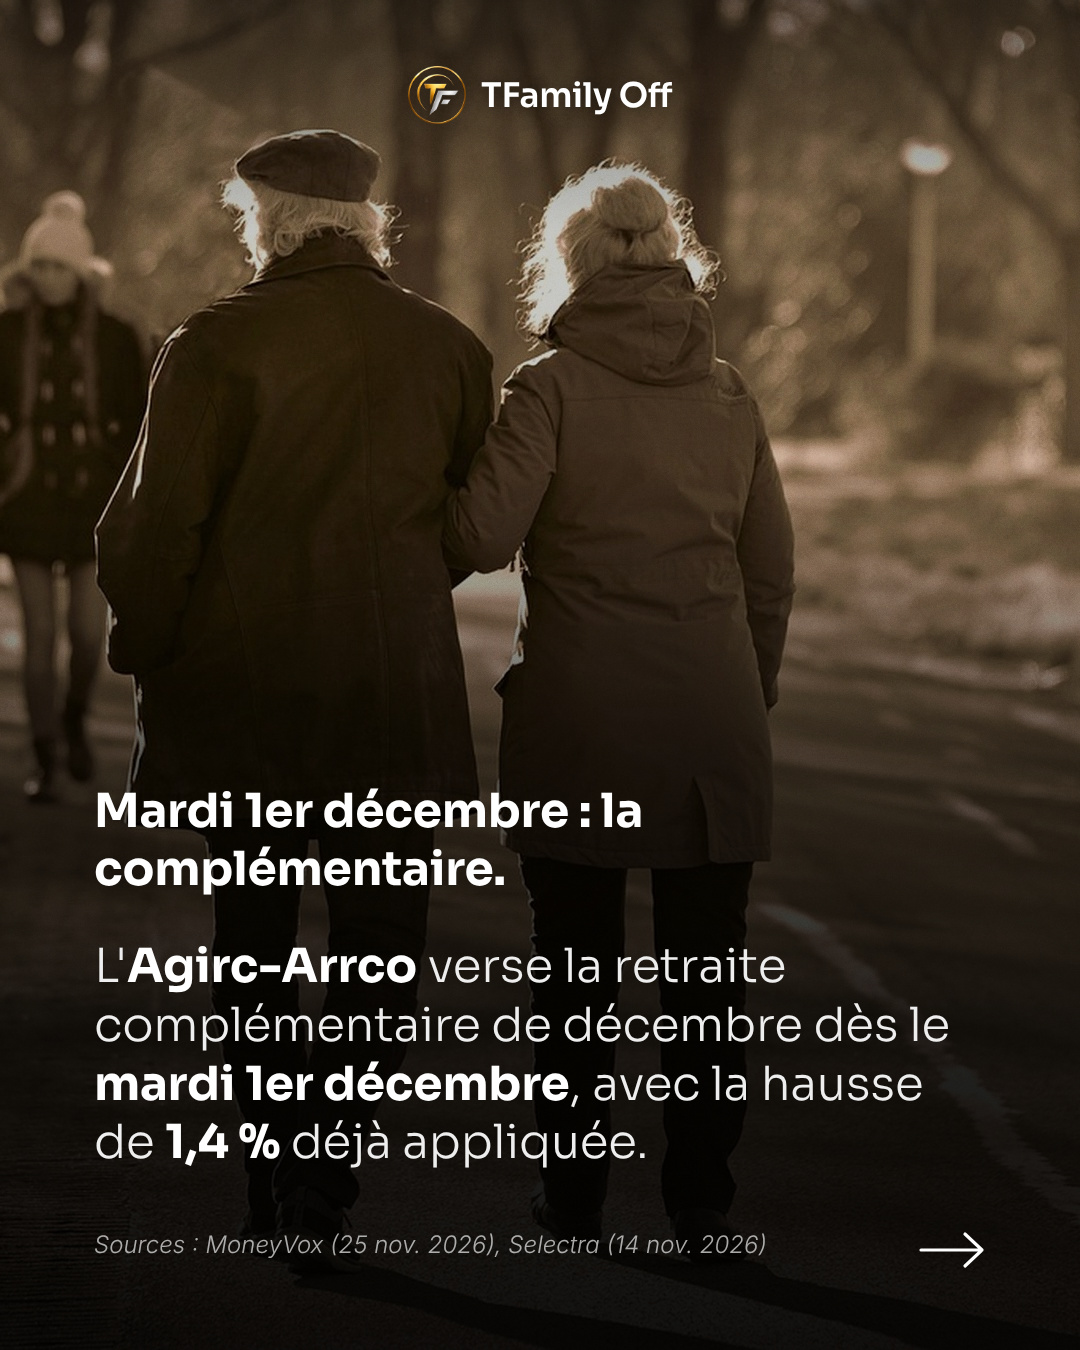 TFamily Off
Mardi 1er décembre : la
complémentaire.
L'Agirc-Arrco verse la retraite
complémentaire de décembre dès le
mardi 1er décembre, avec la hausse
de 1,4 % déjà appliquée.
Sources : MoneyVox (25 nov. 2026), Selectra (14 nov. 2026)